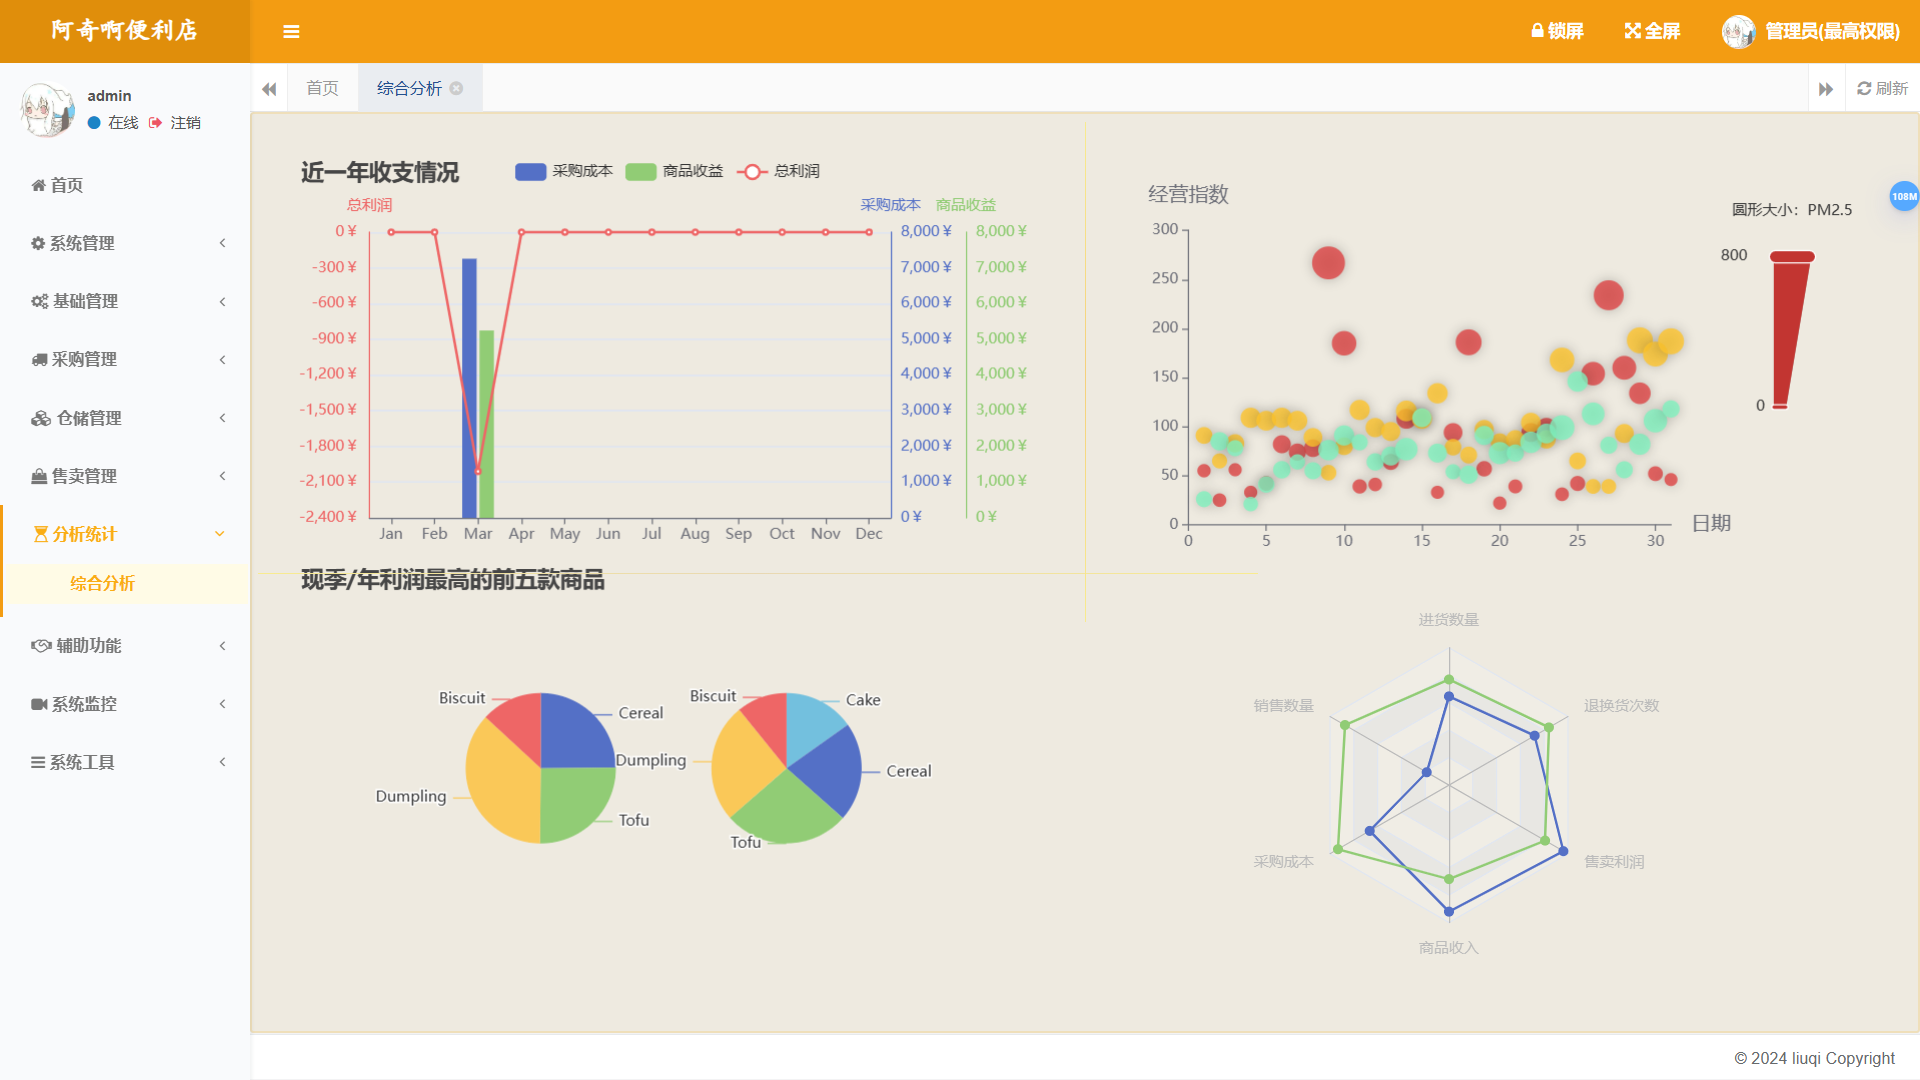 阿奇啊便利店
锁屏
全屏
管理员(最高权限)
admin
在线
注销
首页
系统管理
基础管理
采购管理
仓储管理
售卖管理
分析统计
综合分析
辅助功能
系统监控
系统工具
首页
综合分析
刷新
近一年收支情况
采购成本 商品收益 总利润
总利润
采购成本
商品收益
0 ¥
-300 ¥
-600 ¥
-900 ¥
-1,200 ¥
-1,500 ¥
-1,800 ¥
-2,100 ¥
-2,400 ¥
8,000 ¥
7,000 ¥
6,000 ¥
5,000 ¥
4,000 ¥
3,000 ¥
2,000 ¥
1,000 ¥
0 ¥
8,000 ¥
7,000 ¥
6,000 ¥
5,000 ¥
4,000 ¥
3,000 ¥
2,000 ¥
1,000 ¥
0 ¥
Jan Feb Mar Apr May Jun Jul Aug Sep Oct Nov Dec
经营指数
300
250
200
150
100
50
0
0 5 10 15 20 25 30
日期
圆形大小：PM2.5
800
0
108M
现季/年利润最高的前五款商品
Biscuit
Cereal
Dumpling
Tofu
Biscuit
Cake
Dumpling
Cereal
Tofu
进货数量
销售数量
退换货次数
采购成本
售卖利润
商品收入
© 2024 liuqi Copyright